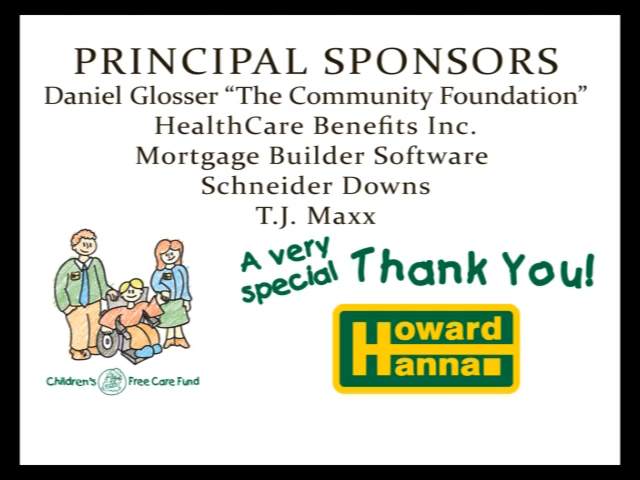 PRINCIPAL SPONSORS
Daniel Glosser “The Community Foundation”
HealthCare Benefits Inc.
Mortgage Builder Software
Schneider Downs
T.J. Maxx
A very
special Thank You!
Howard
Hanna
Children's Free Care Fund